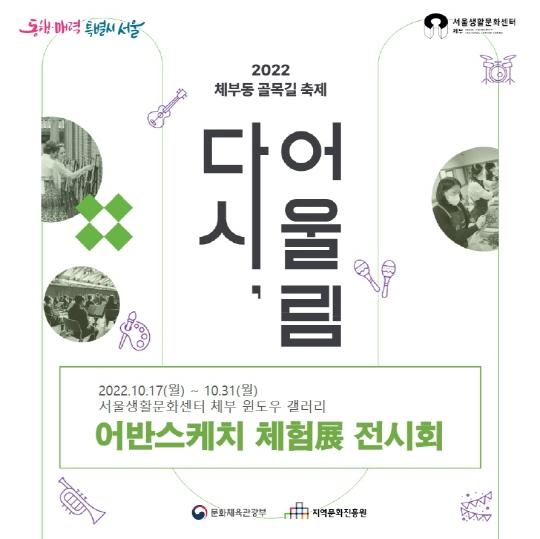 동행·매력 특별시 서울
서울생활문화센터
체부
2022
체부동 골목길 축제
다시,
어울림
2022.10.17(월) ~ 10.31(월)
서울생활문화센터 체부 윈도우 갤러리
어반스케치 체험展 전시회
문화체육관광부
지역문화진흥원